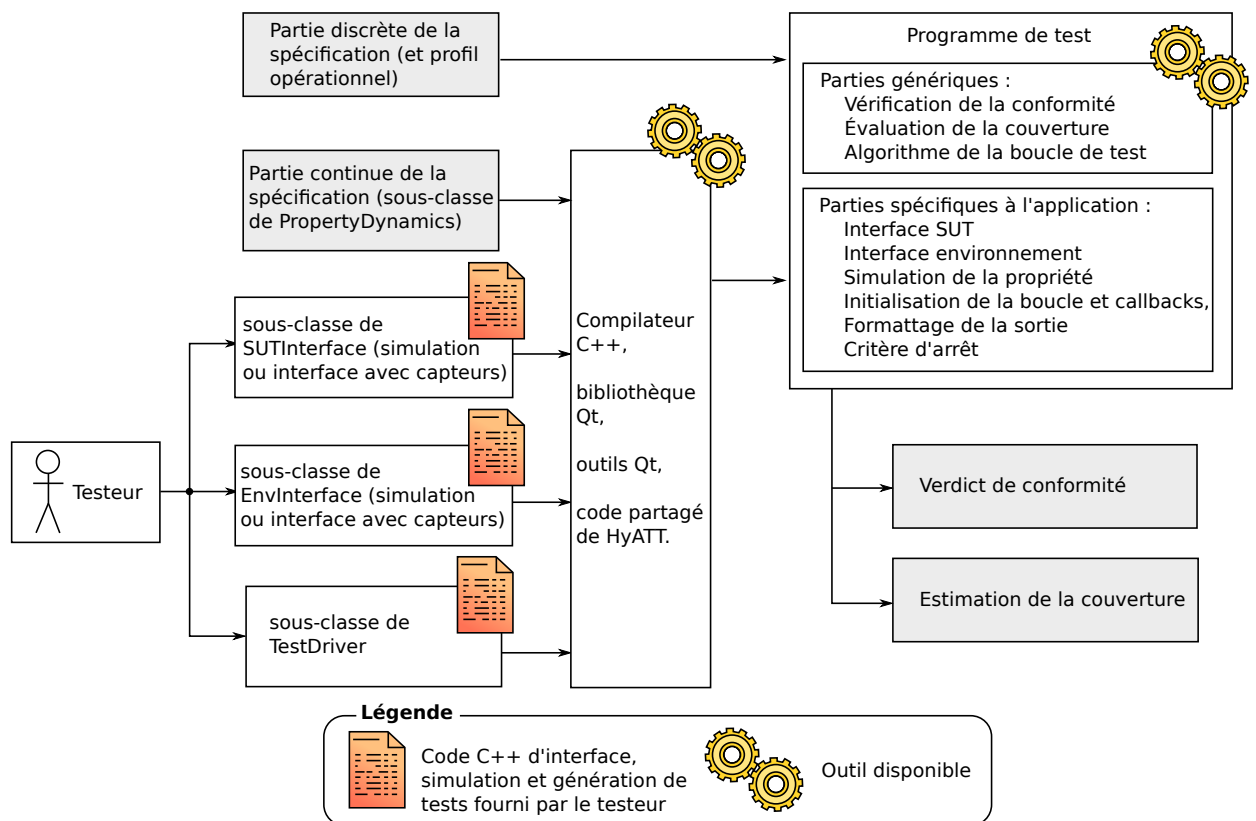 Partie discrète de la
spécification (et profil
opérationnel)
Programme de test
Parties génériques :
Vérification de la conformité
Évaluation de la couverture
Algorithme de la boucle de test
Partie continue de la
spécification (sous-classe
de PropertyDynamics)
Parties spécifiques à l'application :
Interface SUT
Interface environnement
Simulation de la propriété
Initialisation de la boucle et callbacks,
Formattage de la sortie
Critère d'arrêt
sous-classe de
SUTInterface (simulation
ou interface avec capteurs)
Compilateur
C++,
bibliothèque
Qt,
outils Qt,
code partagé
de HyATT.
Testeur
sous-classe de
EnvInterface (simulation
ou interface avec capteurs)
sous-classe de
TestDriver
Verdict de conformité
Estimation de la couverture
Légende
Code C++ d'interface,
simulation et génération de
tests fourni par le testeur
Outil disponible